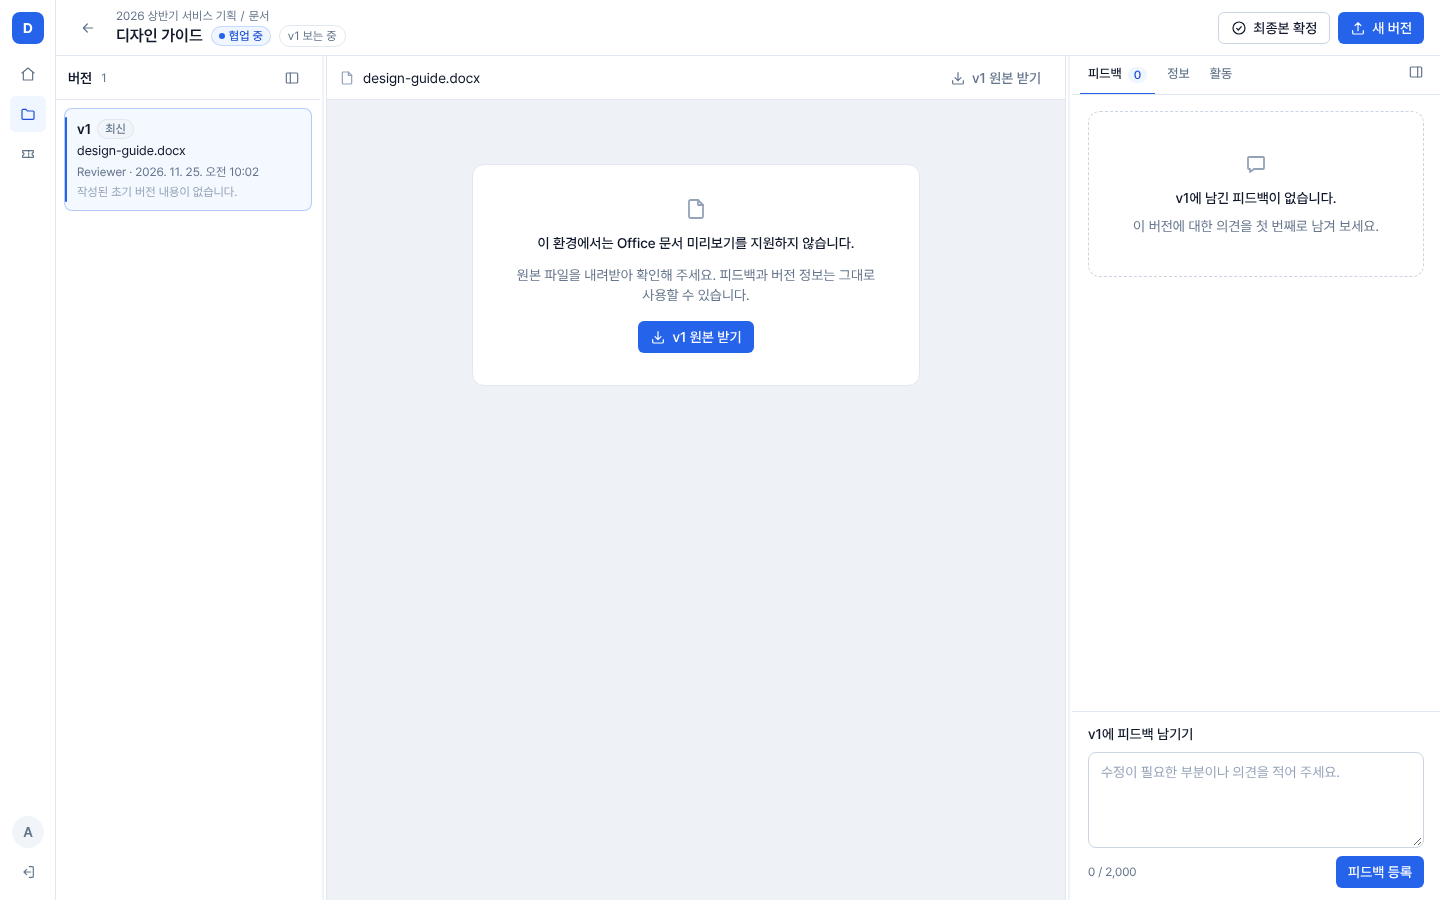 D
2026 상반기 서비스 기획 / 문서
디자인 가이드
협업 중
v1 보는 중
최종본 확정
새 버전
버전 1
v1 최신
design-guide.docx
Reviewer · 2026. 11. 25. 오전 10:02
작성된 초기 버전 내용이 없습니다.
design-guide.docx
v1 원본 받기
이 환경에서는 Office 문서 미리보기를 지원하지 않습니다.
원본 파일을 내려받아 확인해 주세요. 피드백과 버전 정보는 그대로
사용할 수 있습니다.
v1 원본 받기
피드백 0
정보
활동
v1에 남긴 피드백이 없습니다.
이 버전에 대한 의견을 첫 번째로 남겨 보세요.
v1에 피드백 남기기
수정이 필요한 부분이나 의견을 적어 주세요.
0 / 2,000
피드백 등록
A